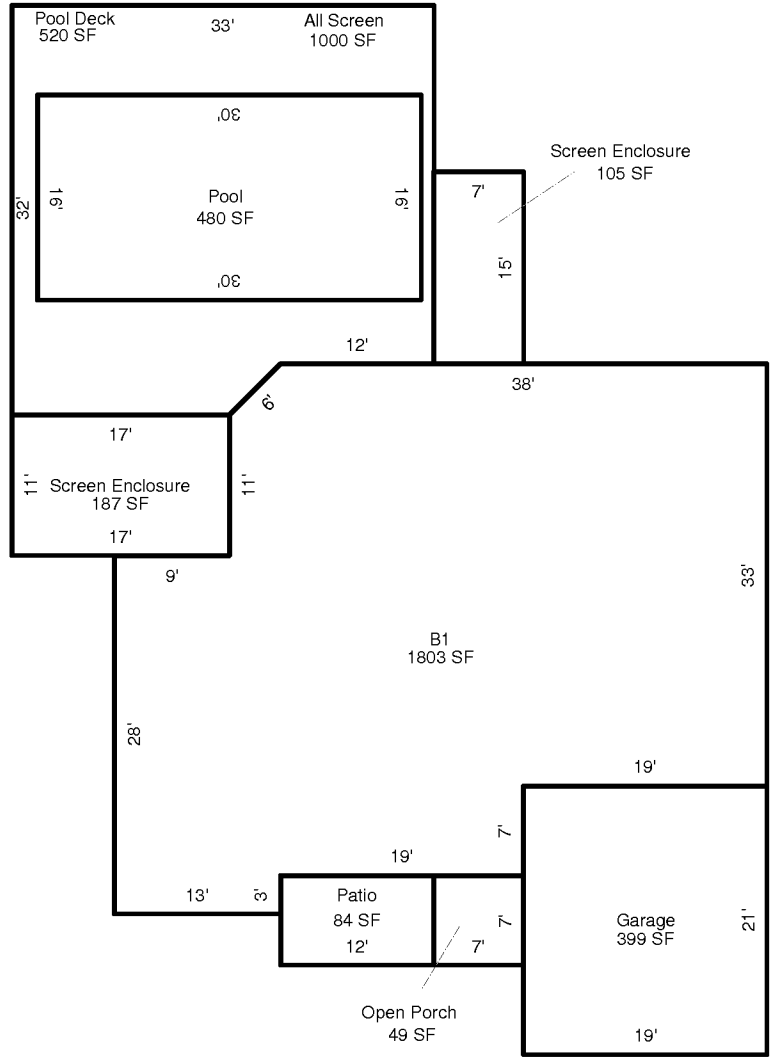 Pool Deck
520 SF
33'
All Screen
1000 SF
30'
16'
Pool
480 SF
16'
32'
30'
Screen Enclosure
105 SF
7'
15'
12'
38'
6'
17'
11'
Screen Enclosure
187 SF
11'
17'
9'
33'
B1
1803 SF
28'
19'
7'
19'
13'
3'
Patio
84 SF
12'
7'
7'
Garage
399 SF
21'
Open Porch
49 SF
19'